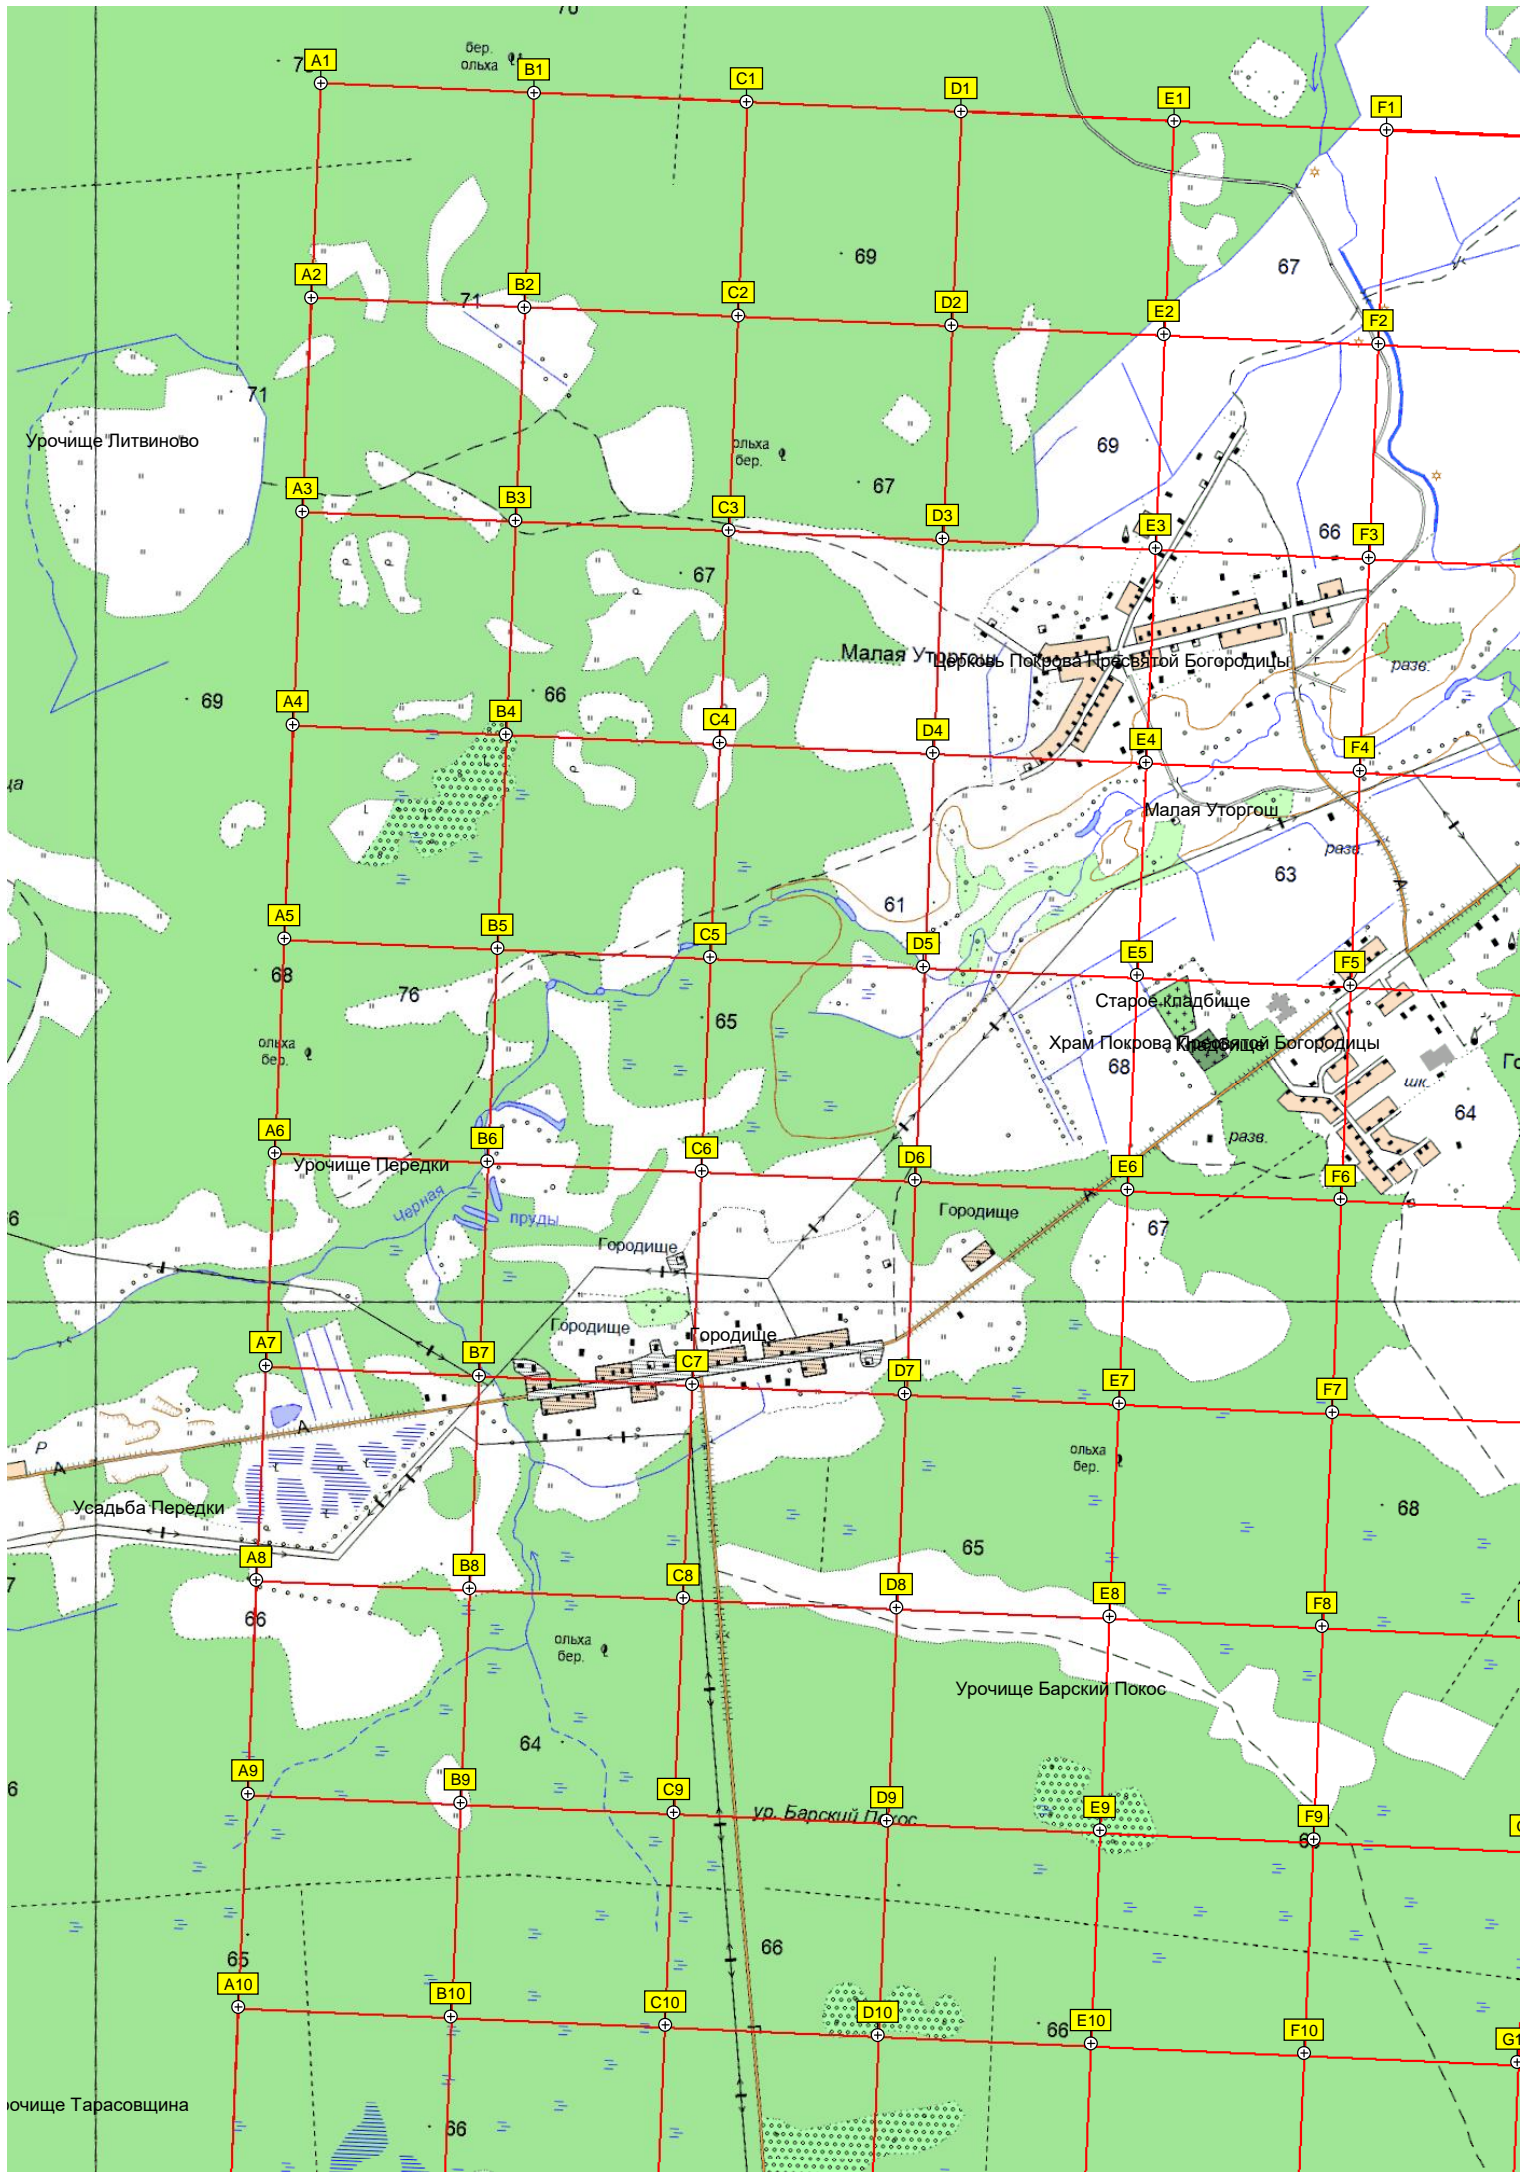 70
бер.
ольха
A1
B1
C1
D1
E1
F1
69
67
A2
B2
C2
D2
E2
F2
71
71
Урочище Литвиново
ольха
бер.
69
67
A3
B3
C3
D3
E3
F3
66
67
Малая Уторгош
Церковь Покрова Пресвятой Богородицы
разв.
69
66
A4
B4
C4
D4
E4
F4
Малая Уторгош
разв.
63
61
A
A5
B5
C5
D5
E5
F5
68
76
Старое кладбище
65
ольха
бер.
Храм Покрова Пресвятой Богородицы
Кладбище
68
шк.
64
разв.
A6
B6
C6
D6
E6
F6
Урочище Передки
Черная
пруды
Городище
67
Городище
A
Городище
Городище
A7
B7
C7
D7
E7
F7
A
P
A
ольха
бер.
Усадьба Передки
68
65
A8
B8
C8
D8
E8
F8
66
ольха
бер.
Урочище Барский Покос
64
A9
B9
C9
D9
E9
F9
ур. Барский Покос
66
65
A10
B10
C10
D10
66
E10
F10
66